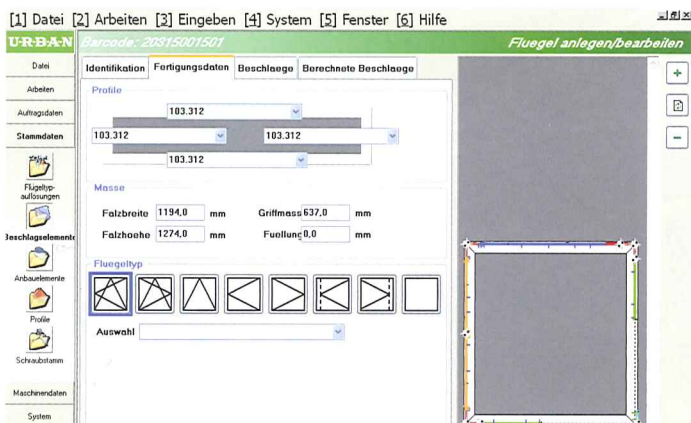 [1] Datei [2] Arbeiten [3] Eingeben [4] System [5] Fenster [6] Hilfe
U·R·B·A·N
Barcode: 20315001501
Fluegel anlegen/bearbeiten
Datei
Arbeiten
Auftragsdaten
Stammdaten
Flügeltyp-
auflösungen
Beschlagselemente
Anbauelemente
Profile
Schraubstamm
Maschinendaten
System
Identifikation Fertigungsdaten Beschlaege Berechnete Beschlaege
Profile
103.312
103.312 103.312
103.312
Masse
Falzbreite 1194,0 mm Griffmass 637,0 mm
Falzhoehe 1274,0 mm Fuellung 0,0 mm
Fluegeltyp
Auswahl